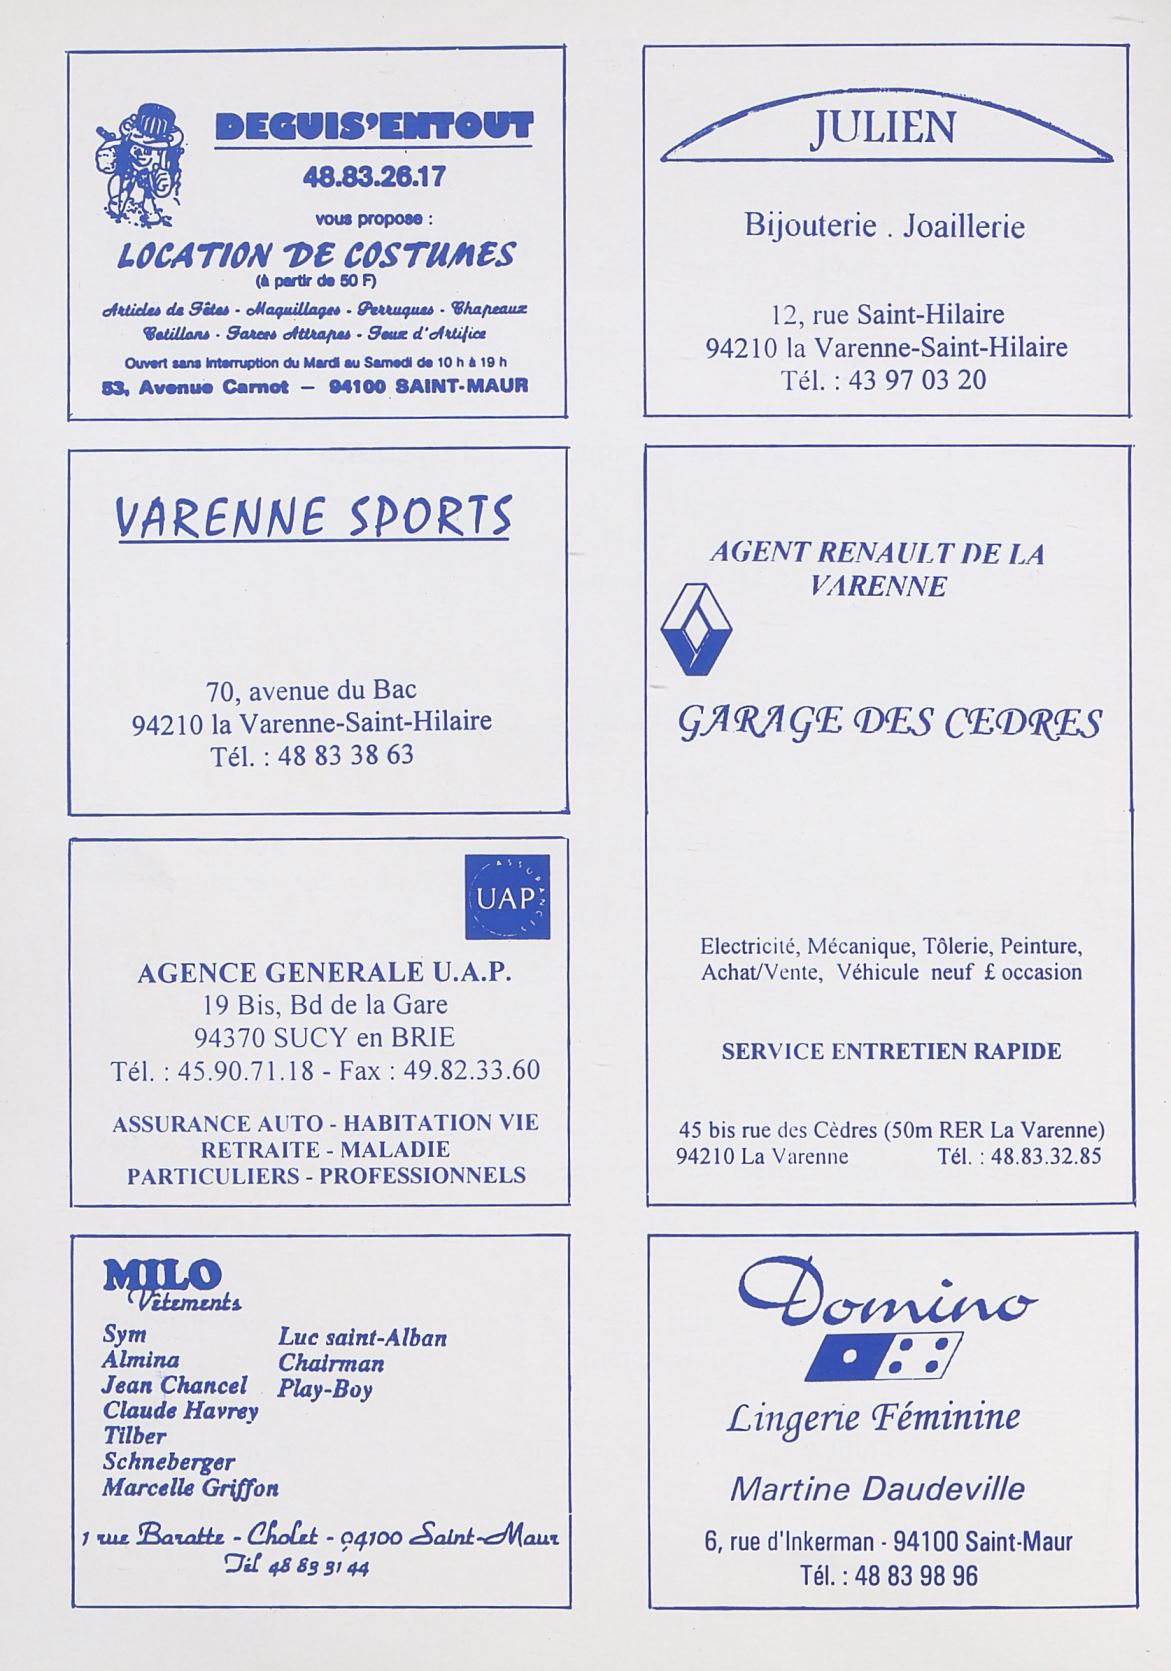 DEGUIS'ENTOUT
48.83.26.17
vous propose :
LOCATION DE COSTUMES
(à partir de 50 F)
Articles de Fêtes - Maquillages - Perruques - Chapeaux
Cotillons - Farces Attrapes - Feux d'Artifice
Ouvert sans interruption du Mardi au Samedi de 10 h à 19 h
53, Avenue Carnot – 94100 SAINT-MAUR
JULIEN
Bijouterie . Joaillerie
12, rue Saint-Hilaire
94210 la Varenne-Saint-Hilaire
Tél. : 43 97 03 20
VARENNE SPORTS
70, avenue du Bac
94210 la Varenne-Saint-Hilaire
Tél. : 48 83 38 63
AGENT RENAULT DE LA
VARENNE
GARAGE DES CEDRES
Electricité, Mécanique, Tôlerie, Peinture,
Achat/Vente, Véhicule neuf £ occasion
SERVICE ENTRETIEN RAPIDE
45 bis rue des Cèdres (50m RER La Varenne)
94210 La Varenne Tél. : 48.83.32.85
ASSURANCES
UAP
AGENCE GENERALE U.A.P.
19 Bis, Bd de la Gare
94370 SUCY en BRIE
Tél. : 45.90.71.18 - Fax : 49.82.33.60
ASSURANCE AUTO - HABITATION VIE
RETRAITE - MALADIE
PARTICULIERS - PROFESSIONNELS
MILO
Vêtements
Sym Luc saint-Alban
Almina Chairman
Jean Chancel Play-Boy
Claude Havrey
Tilber
Schneberger
Marcelle Griffon
1 rue Baratte - Cholet - 94100 Saint-Maur
Tél 48 83 31 44
Domino
Lingerie Féminine
Martine Daudeville
6, rue d'Inkerman - 94100 Saint-Maur
Tél. : 48 83 98 96